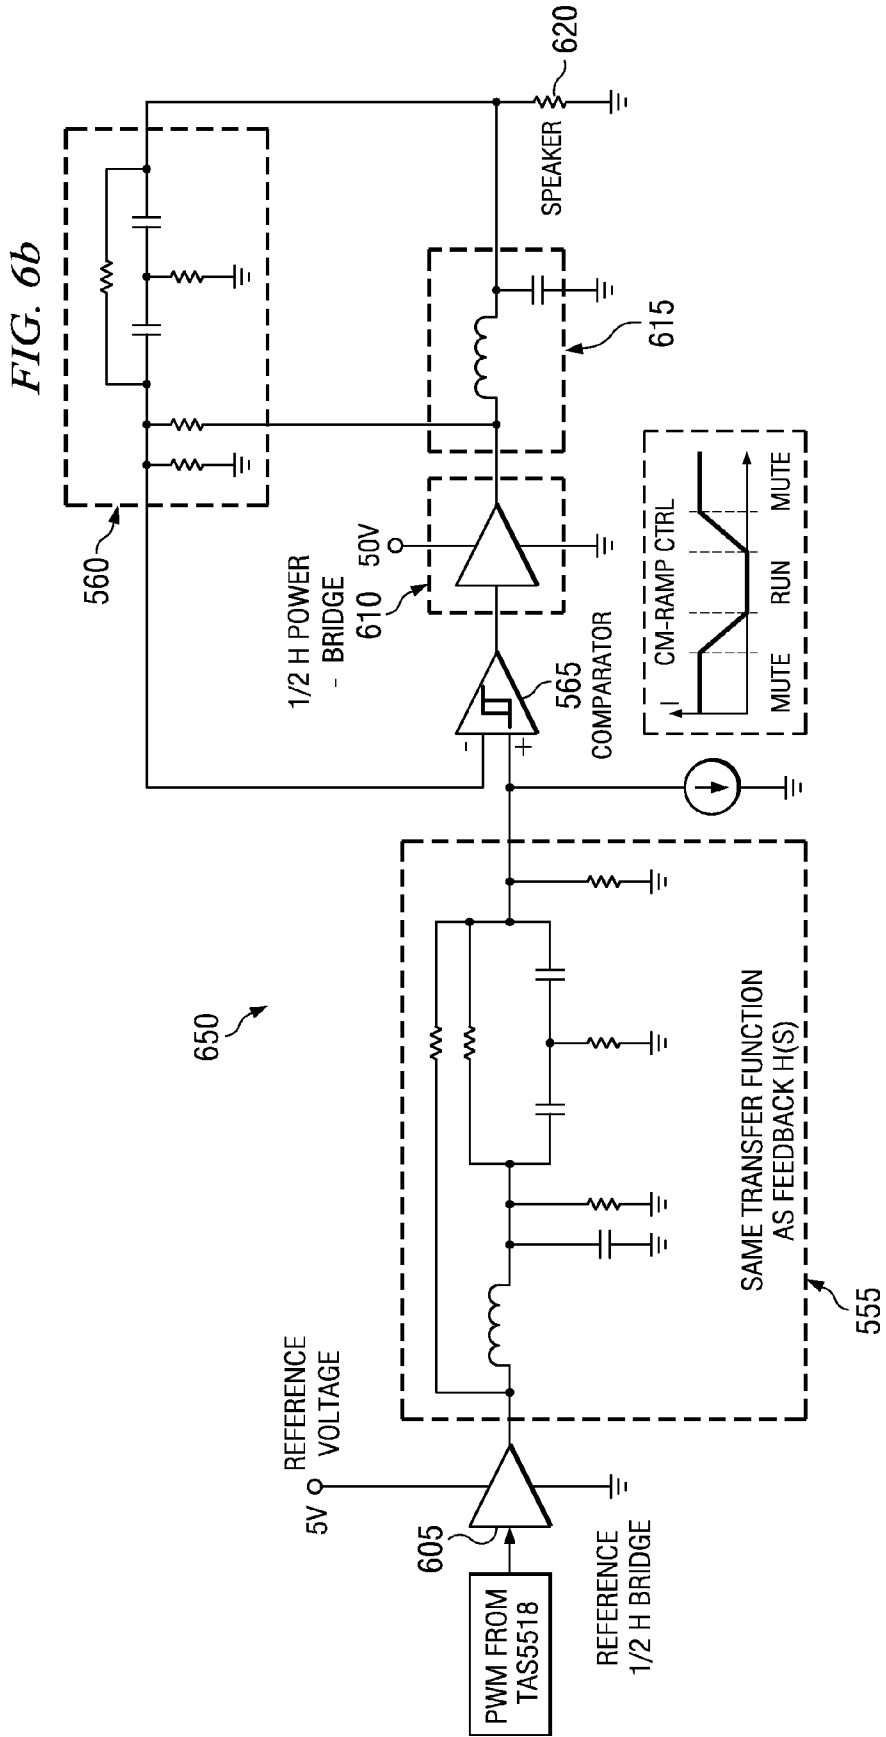 FIG. 6b
560
620
SPEAKER
615
1/2 H POWER
- BRIDGE
610
50V
565
COMPARATOR
-
+
CM-RAMP CTRL
I
MUTE
RUN
MUTE
650
SAME TRANSFER FUNCTION
AS FEEDBACK H(S)
555
REFERENCE
VOLTAGE
5V
605
REFERENCE
1/2 H BRIDGE
PWM FROM
TAS5518